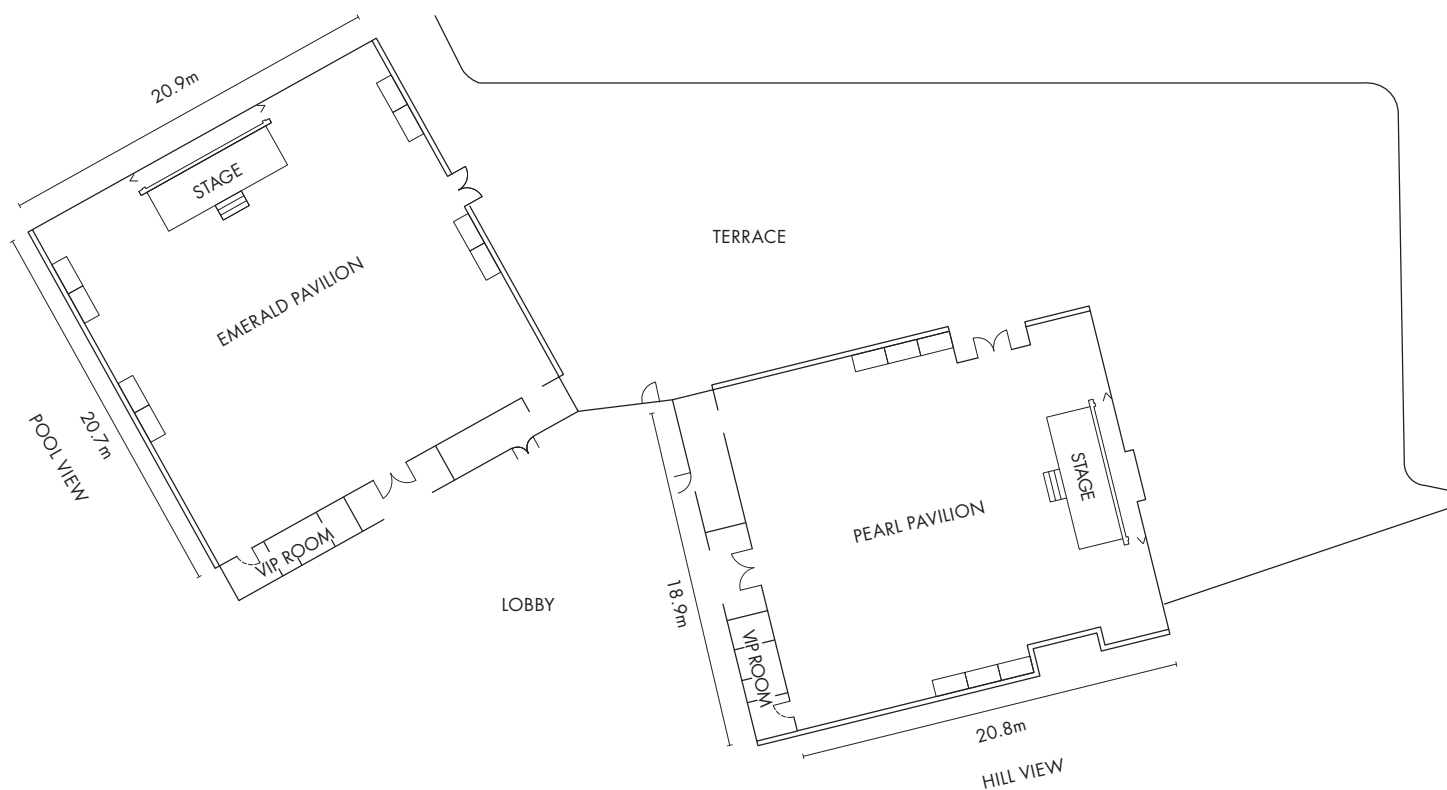 20.9m
STAGE
EMERALD PAVILION
TERRACE
POOL VIEW
20.7m
VIP ROOM
LOBBY
18.9m
VIP ROOM
PEARL PAVILION
STAGE
20.8m
HILL VIEW